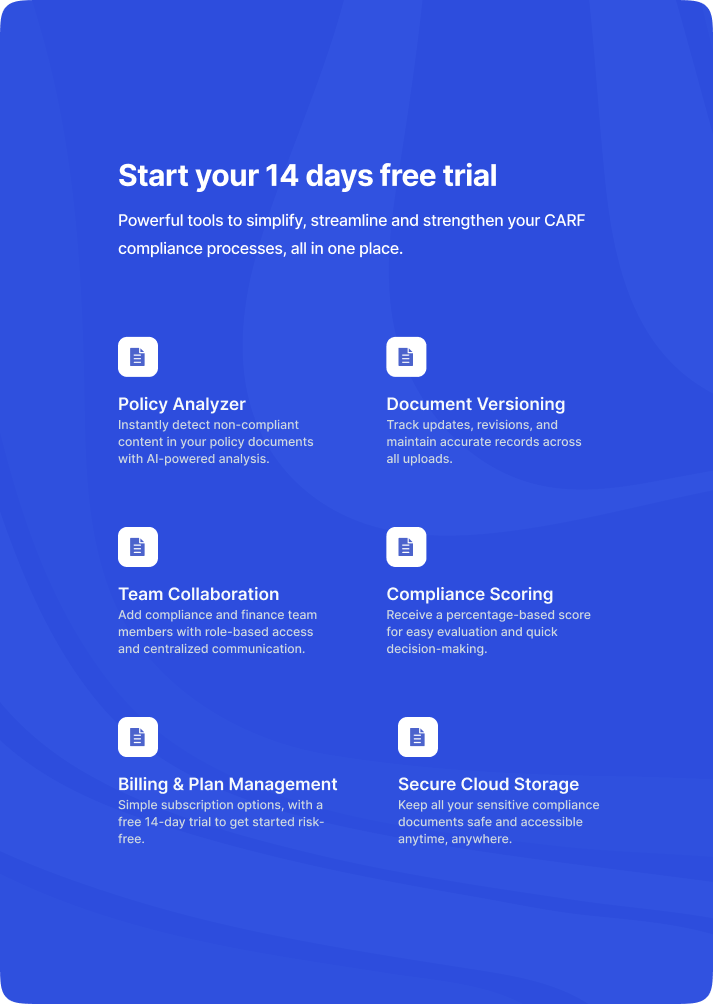 Start your 14 days free trial
Powerful tools to simplify, streamline and strengthen your CARF
compliance processes, all in one place.
Policy Analyzer
Instantly detect non-compliant
content in your policy documents
with AI-powered analysis.
Document Versioning
Track updates, revisions, and
maintain accurate records across
all uploads.
Team Collaboration
Add compliance and finance team
members with role-based access
and centralized communication.
Compliance Scoring
Receive a percentage-based score
for easy evaluation and quick
decision-making.
Billing & Plan Management
Simple subscription options, with a
free 14-day trial to get started risk-
free.
Secure Cloud Storage
Keep all your sensitive compliance
documents safe and accessible
anytime, anywhere.